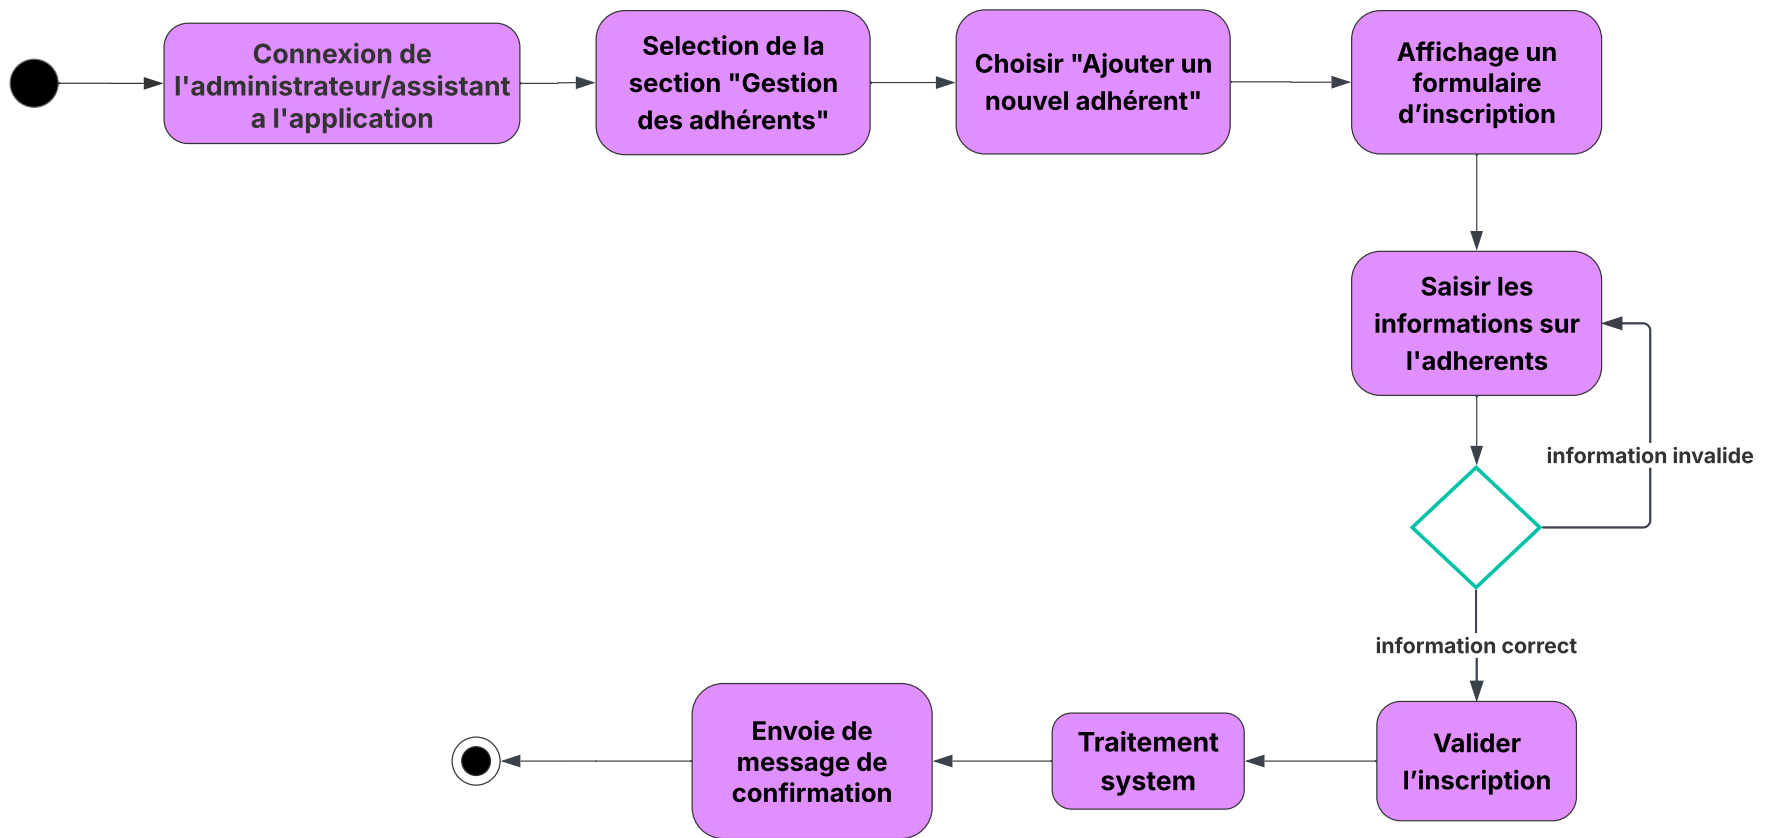 Connexion de
l'administrateur/assistant
a l'application
Selection de la
section "Gestion
des adhérents"
Choisir "Ajouter un
nouvel adhérent"
Affichage un
formulaire
d’inscription
Saisir les
informations sur
l'adherents
information invalide
information correct
Valider
l’inscription
Traitement
system
Envoie de
message de
confirmation